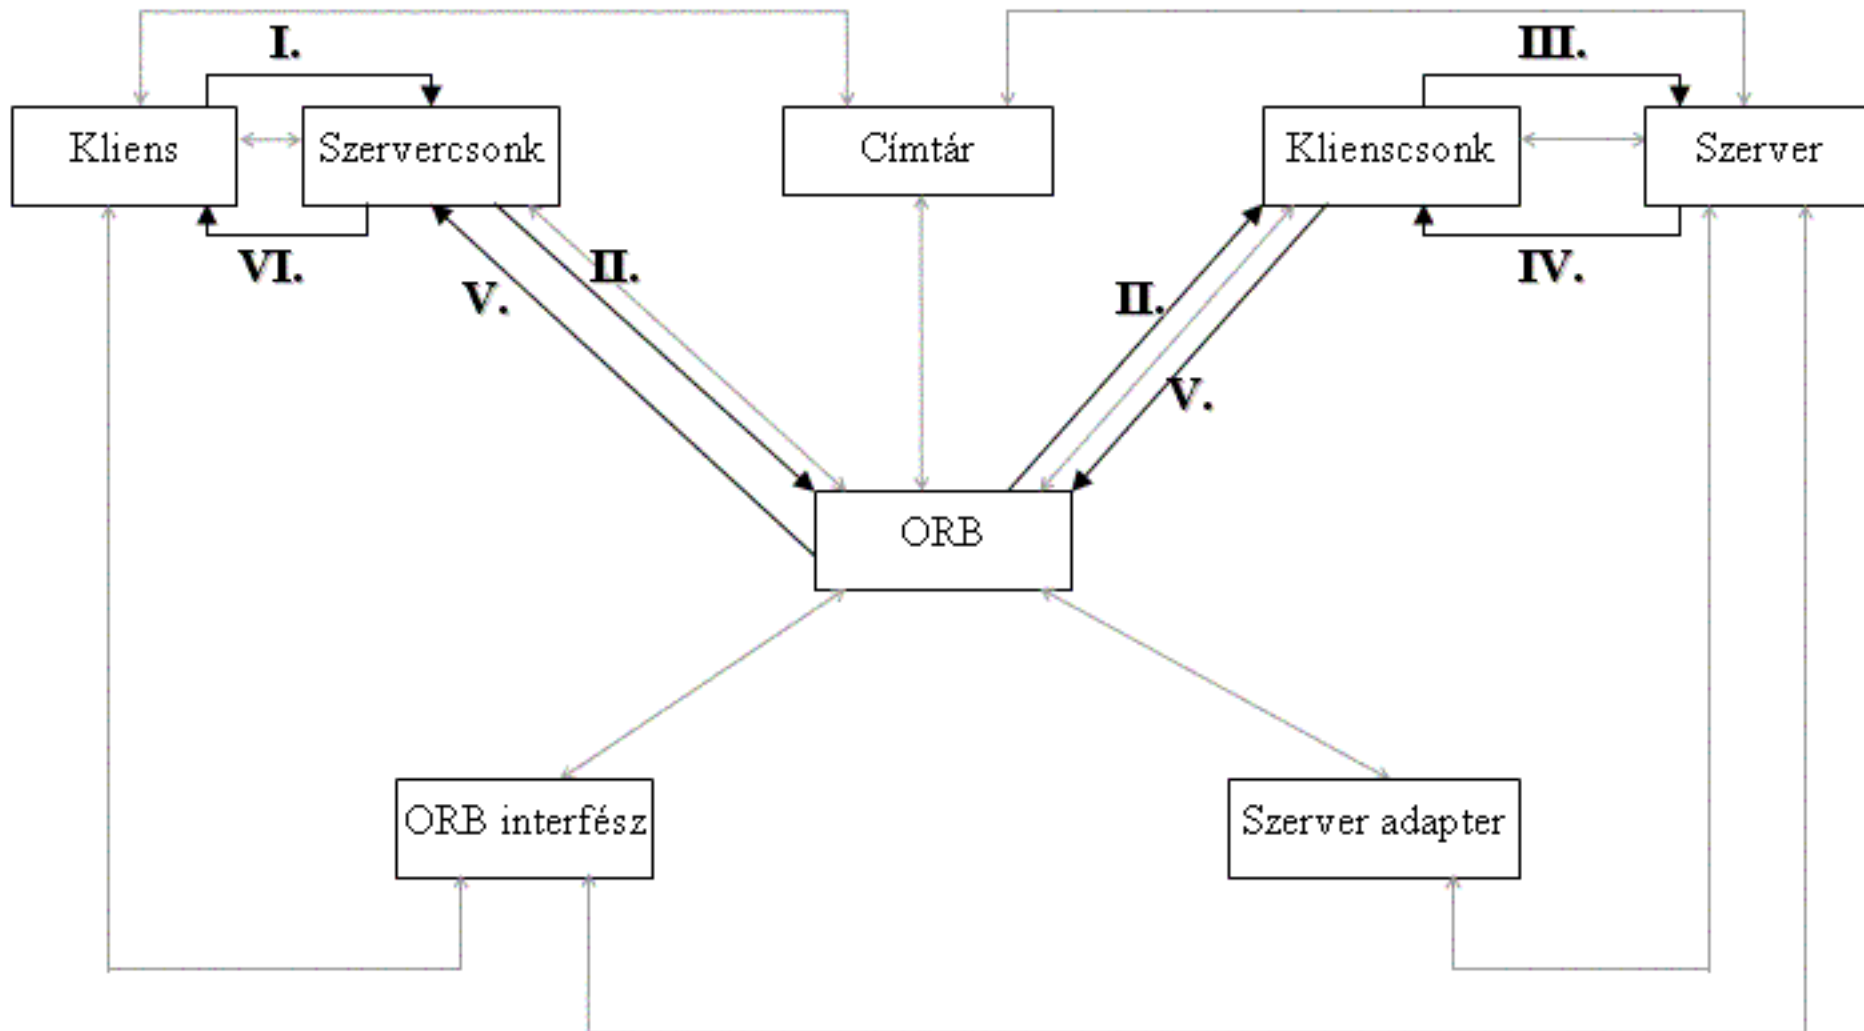 I.
III.
Kliens
Szervercsonk
Címtár
Klienscsonk
Szerver
VI.
II.
IV.
V.
II.
V.
ORB
ORB interfész
Szerver adapter